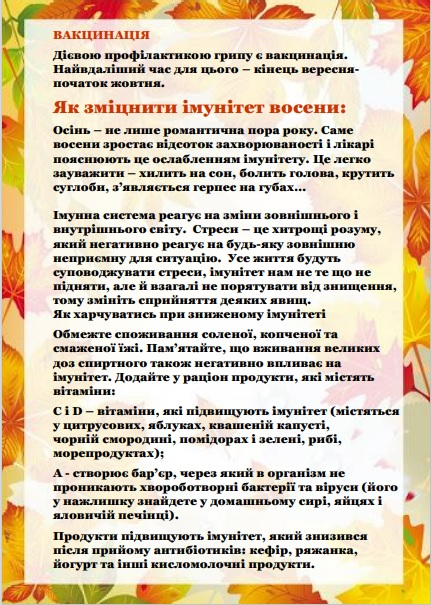 ВАКЦИНАЦІЯ
Дієвою профілактикою грипу є вакцинація.
Найвдаліший час для цього – кінець вересня-
початок жовтня.
Як зміцнити імунітет восени:
Осінь – не лише романтична пора року. Саме
восени зростає відсоток захворюваності і лікарі
пояснюють це ослабленням імунітету. Це легко
зауважити – хилить на сон, болить голова, крутить
суглоби, з’являється герпес на губах...
Імунна система реагує на зміни зовнішнього і
внутрішнього світу. Стреси – це хитрощі розуму,
який негативно реагує на будь-яку зовнішню
неприємну для ситуацію. Усе життя будуть
суповоджувати стреси, імунітет нам не те що не
підняти, але й взагалі не порятувати від знищення,
тому змініть сприйняття деяких явищ.
Як харчуватись при зниженому імунітеті
Обмежте споживання соленої, копченої та
смаженої їжі. Пам’ятайте, що вживання великих
доз спиртного також негативно впливає на
імунітет. Додайте у раціон продукти, які містять
вітаміни:
С і D – вітаміни, які підвищують імунітет (містяться
у цитрусових, яблуках, квашеній капусті,
чорній смородині, помідорах і зелені, рибі,
морепродуктах);
А - створює бар’єр, через який в організм не
проникають хвороботворні бактерії та віруси (його
у нажлишку знайдете у домашньому сирі, яйцях і
яловичій печінці).
Продукти підвищують імунітет, який знизився
після прийому антибіотиків: кефір, ряжанка,
йогурт та інші кисломолочні продукти.